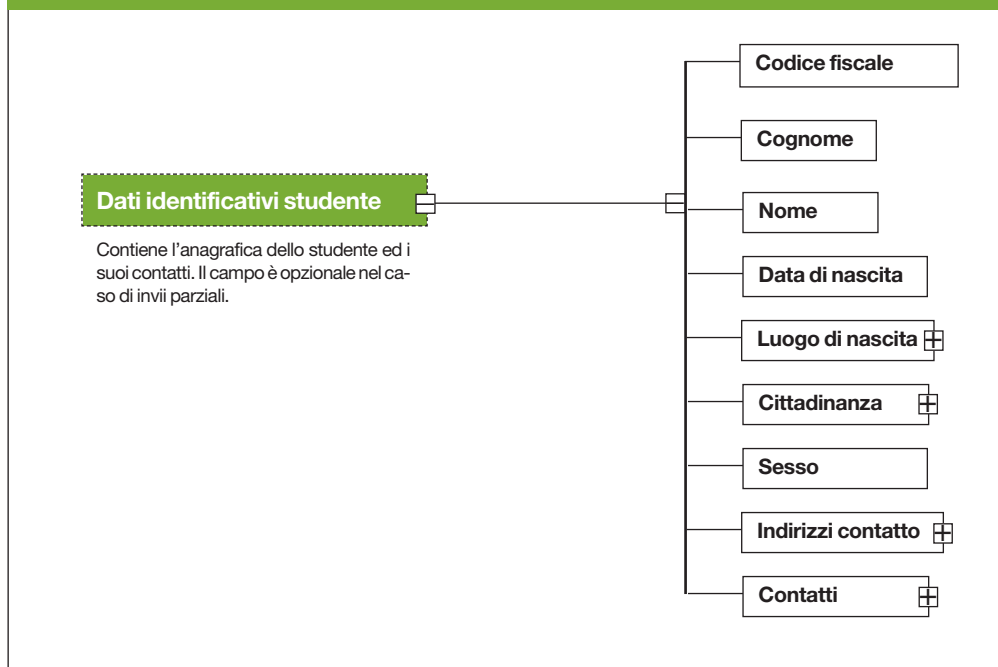 Codice fiscale
Cognome
Dati identificativi studente
Nome
Contiene l'anagrafica dello studente ed i
suoi contatti. Il campo è opzionale nel ca-
so di invii parziali.
Data di nascita
Luogo di nascita
Cittadinanza
Sesso
Indirizzi contatto
Contatti